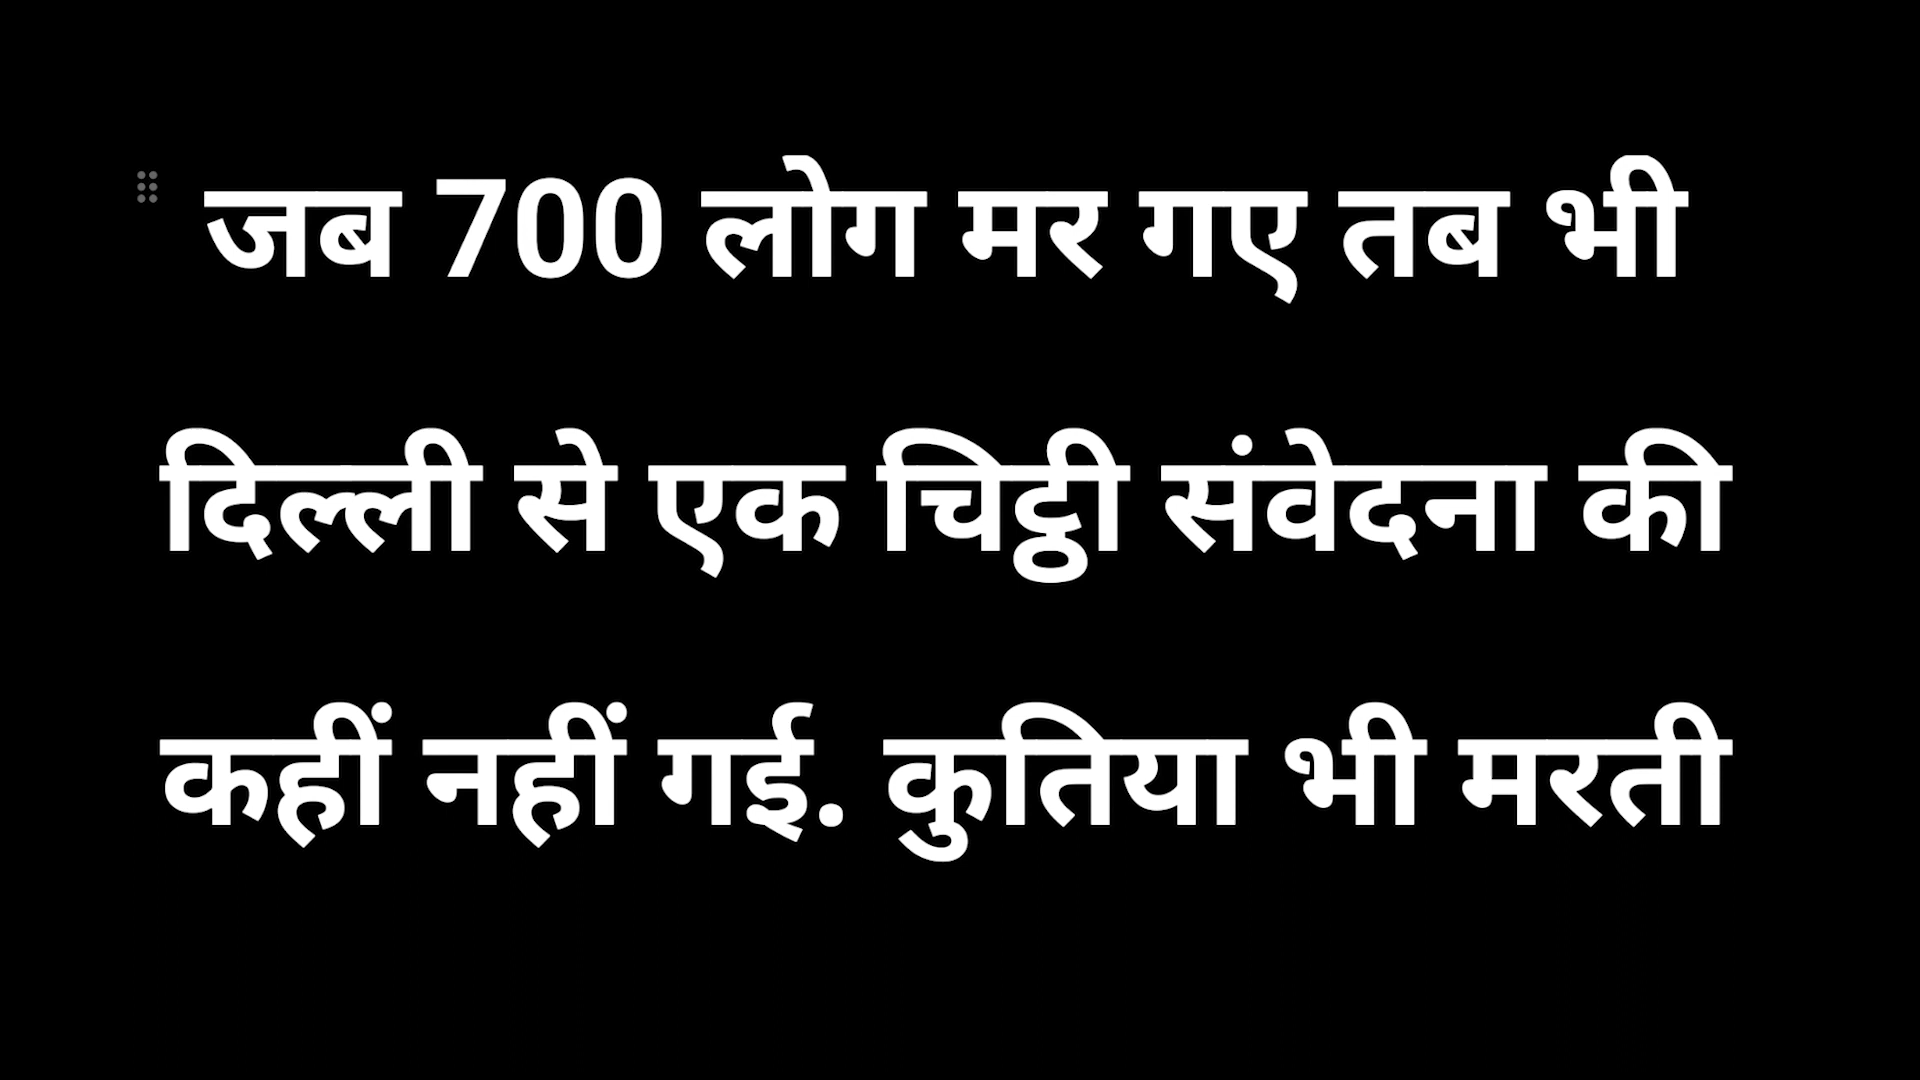 जब 700 लोग मर गए तब भी
दिल्ली से एक चिट्ठी संवेदना की
कहीं नहीं गई. कुतिया भी मरती